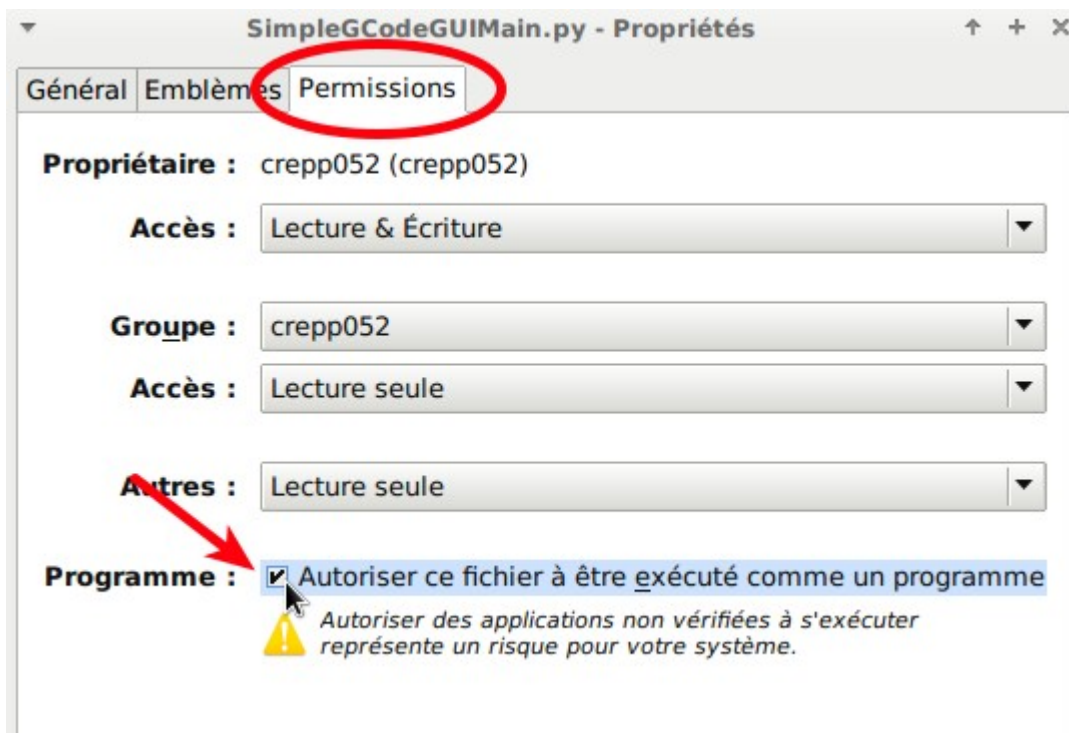 SimpleGCodeGUIMain.py - Propriétés
Général Emblèmes Permissions
Propriétaire : crepp052 (crepp052)
Accès : Lecture & Écriture
Groupe : crepp052
Accès : Lecture seule
Autres : Lecture seule
Programme : Autoriser ce fichier à être exécuté comme un programme
Autoriser des applications non vérifiées à s'exécuter
représente un risque pour votre système.